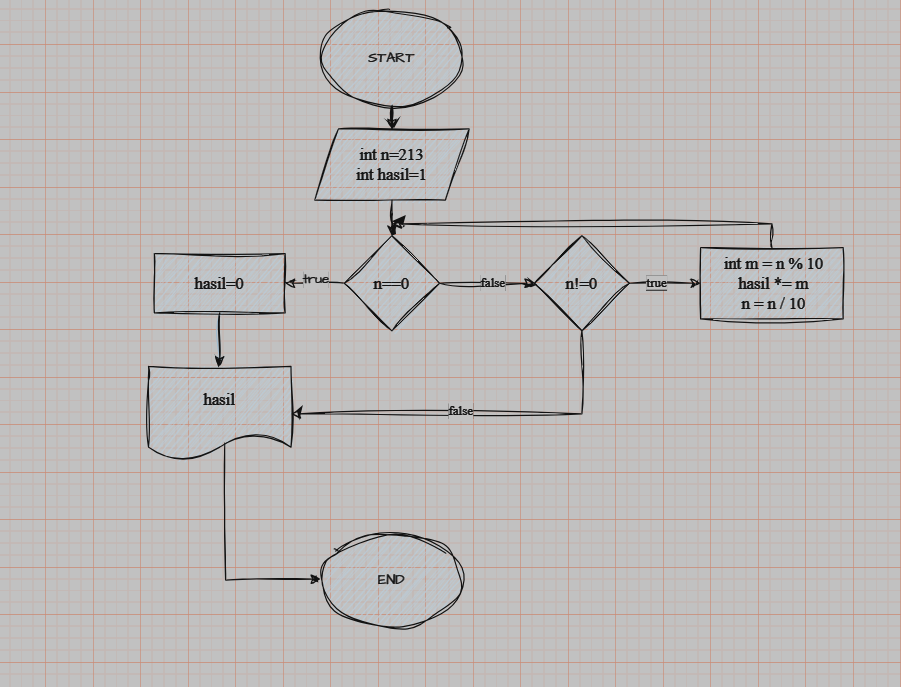 START
int n=213
int hasil=1
hasil=0
true
n==0
false
n!=0
true
int m = n % 10
hasil *= m
n = n / 10
hasil
false
END